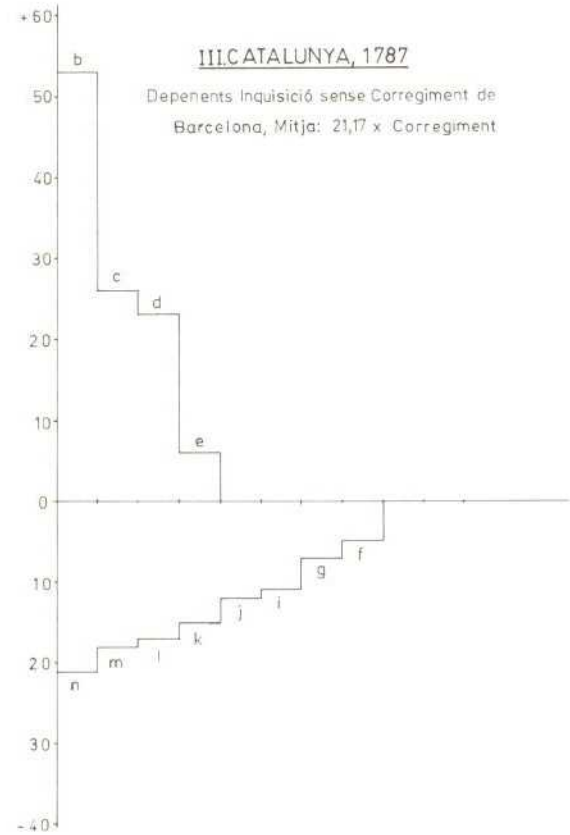 +60
III.CATALUNYA, 1787
b
Depenents Inquisició sense Corregiment de
50
Barcelona, Mitja: 21,17 x Corregiment
40
30
c
d
20
10
e
0
f
g
10
i
j
k
l
m
20
n
30
-40